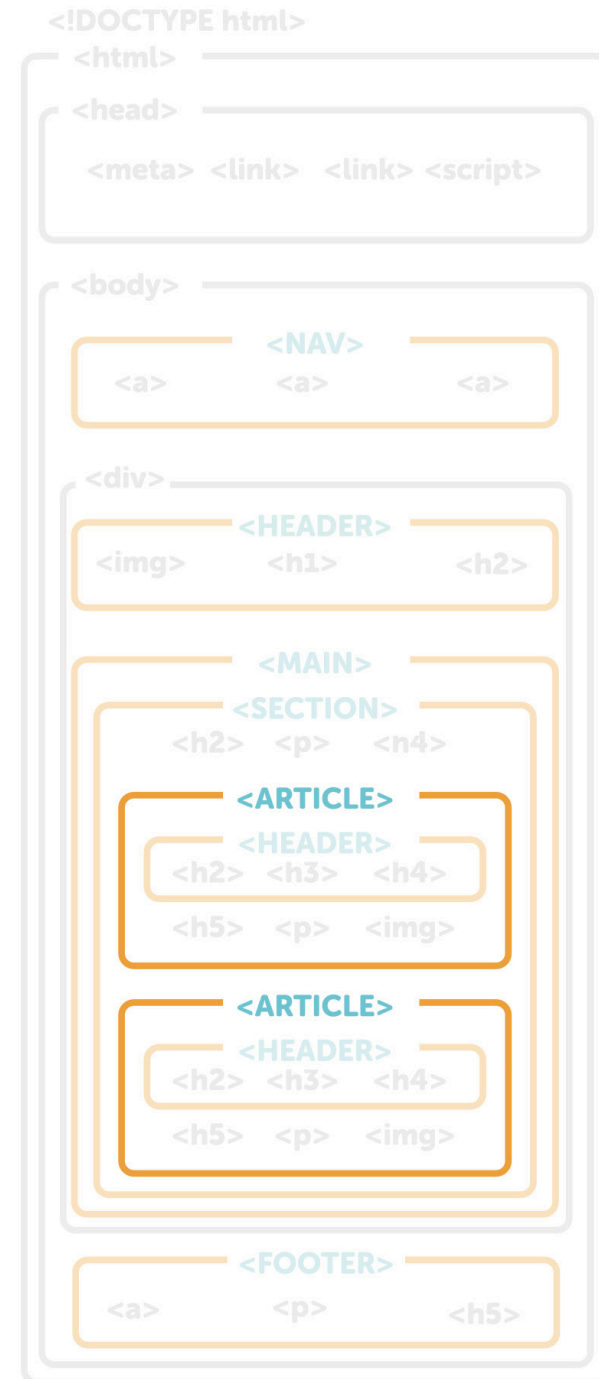 <!DOCTYPE html>
<html>
<head>
<meta> <link> <link> <script>
<body>
<NAV>
<a> <a> <a>
<div>
<HEADER>
<img> <h1> <h2>
<MAIN>
<SECTION>
<h2> <p> <n4>
<ARTICLE>
<HEADER>
<h2> <h3> <h4>
<h5> <p> <img>
<ARTICLE>
<HEADER>
<h2> <h3> <h4>
<h5> <p> <img>
<FOOTER>
<a> <p> <h5>